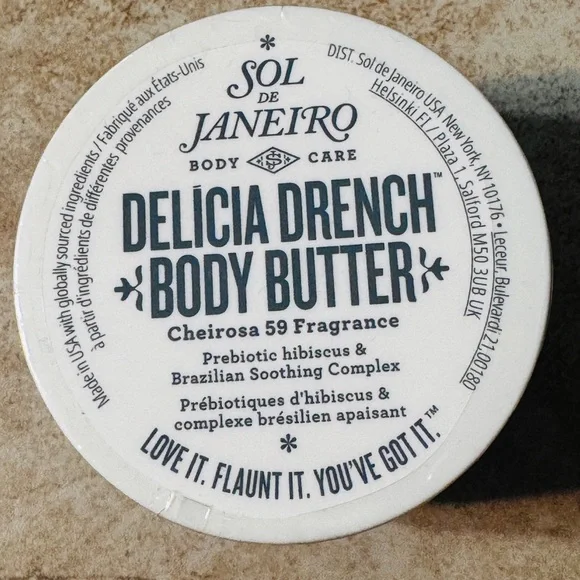 SOL
DE
JANEIRO
BODY CARE
DELÍCIA DRENCH™
BODY BUTTER
Cheirosa 59 Fragrance
Prebiotic hibiscus &
Brazilian Soothing Complex
Prébiotiques d'hibiscus &
complexe brésilien apaisant
LOVE IT. FLAUNT IT. YOU'VE GOT IT.™
Made in USA with globally sourced ingredients / Fabriqué aux États-Unis
à partir d'ingrédients de différentes provenances
DIST. Sol de Janeiro USA New York, NY 10176 • Leceur, Bulevardi 21,00180
Helsinki FI / Plaza 1, Salford M50 3UB UK